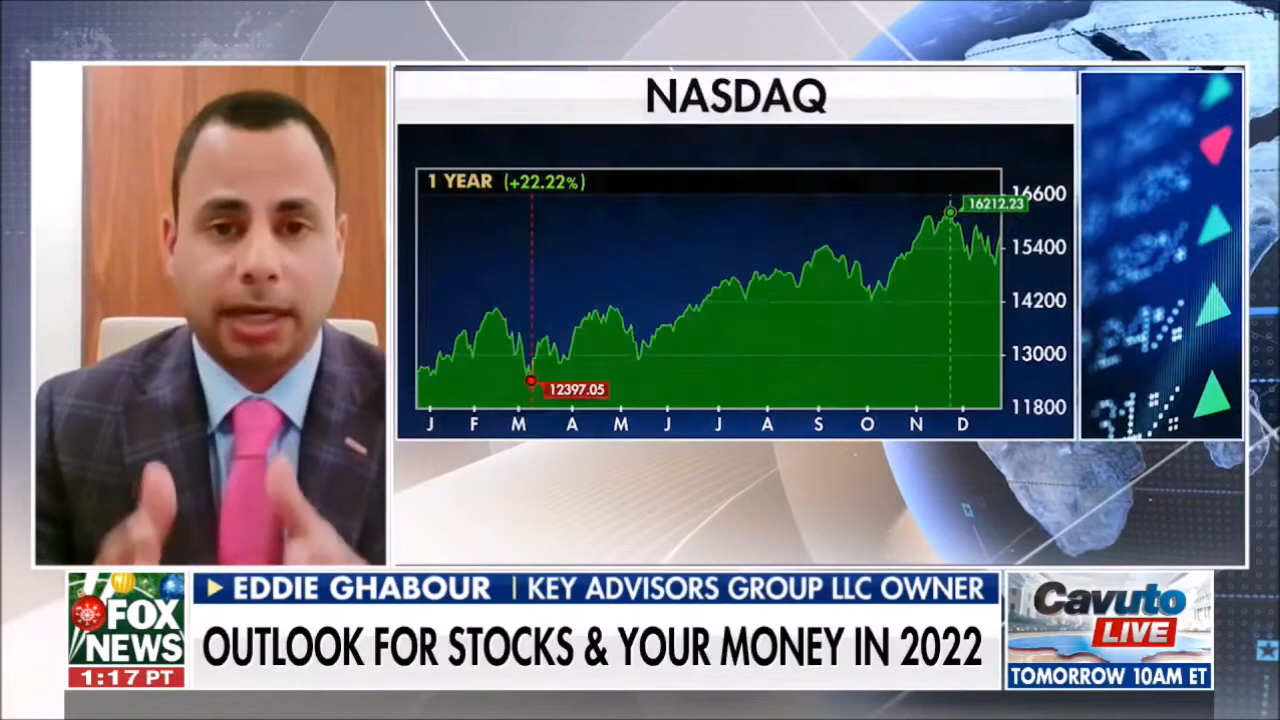 NASDAQ
1 YEAR (+22.22%)
16600
16212.23
15400
14200
13000
12397.05
11800
J F M A M J J A S O N D
FOX
NEWS
1:17 PT
EDDIE GHABOUR | KEY ADVISORS GROUP LLC OWNER
OUTLOOK FOR STOCKS & YOUR MONEY IN 2022
Cavuto
LIVE
TOMORROW 10AM ET